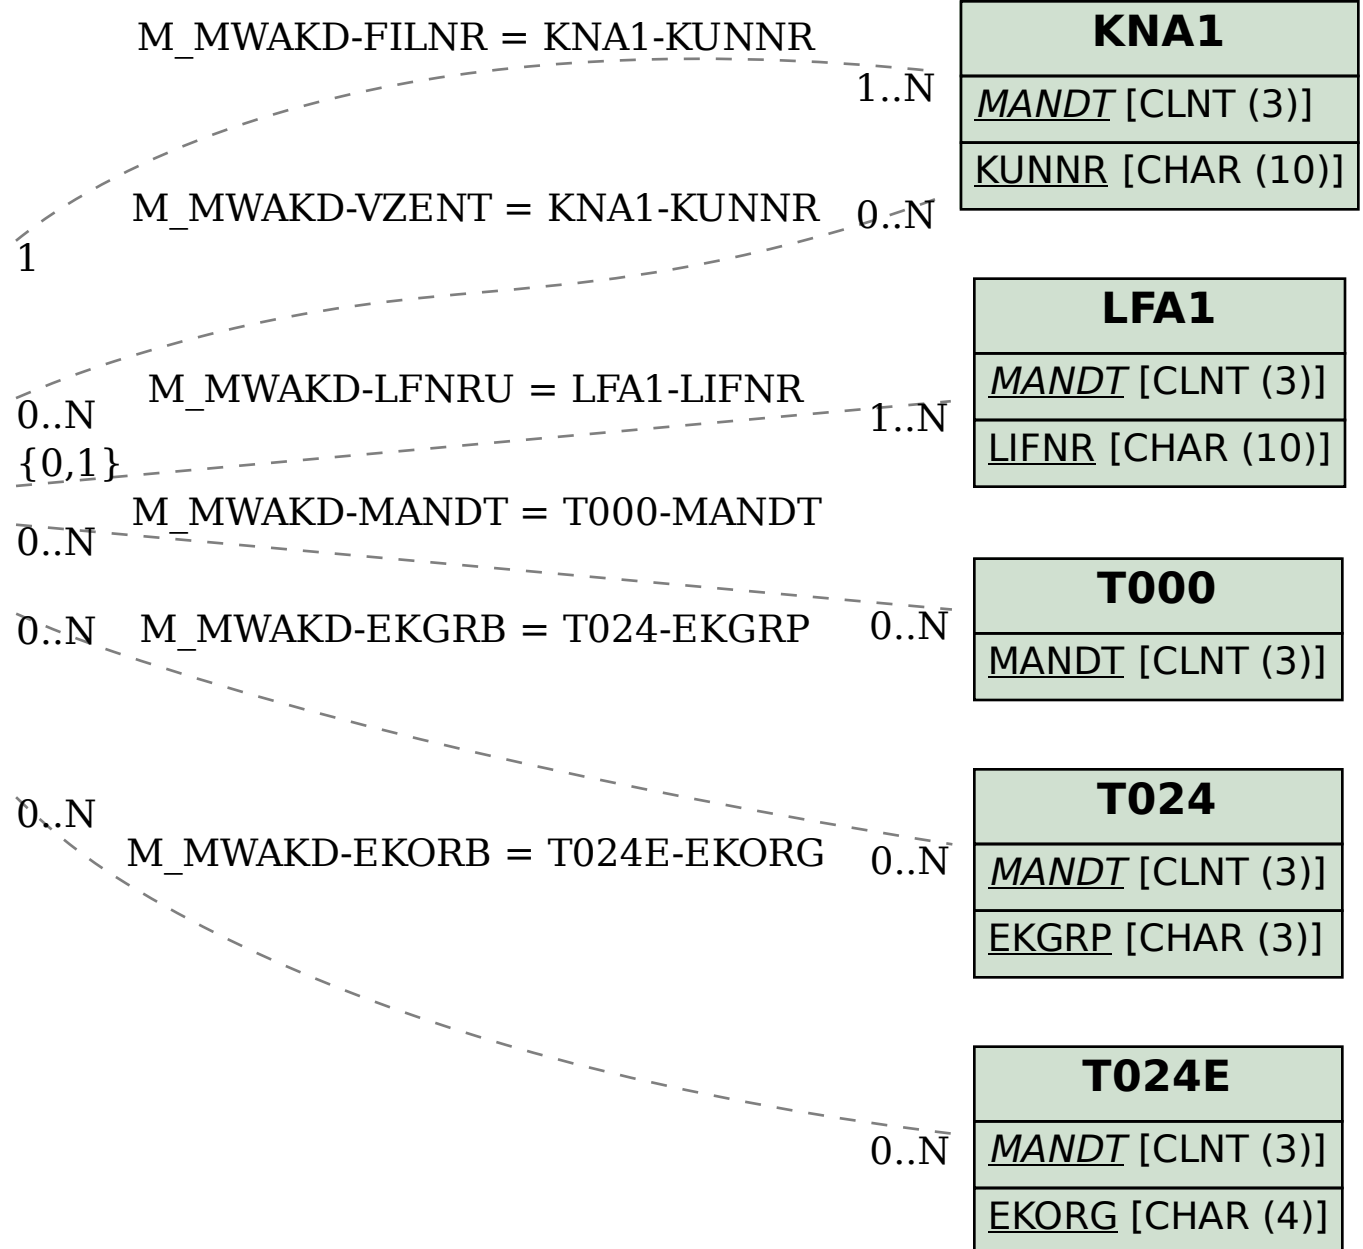 M_MWAKD-FILNR = KNA1-KUNNR
1..N
1
M_MWAKD-VZENT = KNA1-KUNNR
0..N
0..N
M_MWAKD-LFNRU = LFA1-LIFNR
1..N
{0,1}
M_MWAKD-MANDT = T000-MANDT
0..N
0..N
M_MWAKD-EKGRB = T024-EKGRP
0..N
0..N
M_MWAKD-EKORB = T024E-EKORG
0..N
0..N
KNA1
MANDT [CLNT (3)]
KUNNR [CHAR (10)]
LFA1
MANDT [CLNT (3)]
LIFNR [CHAR (10)]
T000
MANDT [CLNT (3)]
T024
MANDT [CLNT (3)]
EKGRP [CHAR (3)]
T024E
MANDT [CLNT (3)]
EKORG [CHAR (4)]